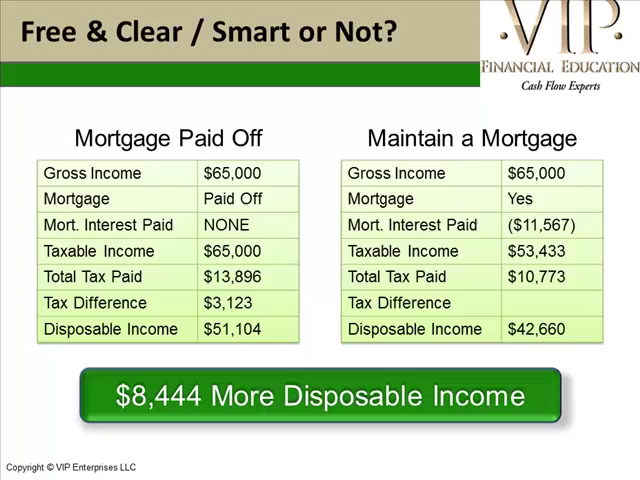 Free & Clear / Smart or Not?
VIP
FINANCIAL EDUCATION
Cash Flow Experts
Mortgage Paid Off
Gross Income $65,000
Mortgage Paid Off
Mort. Interest Paid NONE
Taxable Income $65,000
Total Tax Paid $13,896
Tax Difference $3,123
Disposable Income $51,104
Maintain a Mortgage
Gross Income $65,000
Mortgage Yes
Mort. Interest Paid ($11,567)
Taxable Income $53,433
Total Tax Paid $10,773
Tax Difference
Disposable Income $42,660
$8,444 More Disposable Income
Copyright © VIP Enterprises LLC